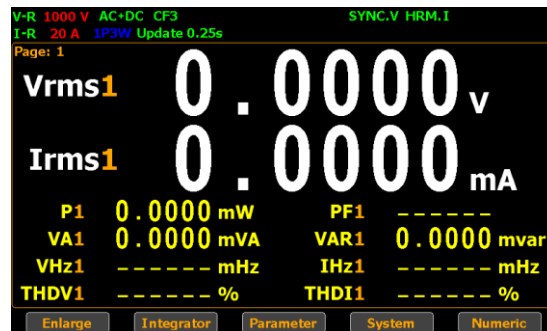 V-R 1000 V AC+DC CF3 SYNC.V HRM.I
I-R 20 A 1P3W Update 0.25s
Page: 1
Vrms1 0.0000 V
Irms1 0.0000 mA
P1 0.0000 mW PF1 ------
VA1 0.0000 mVA VAR1 0.0000 mvar
VHz1 ------ mHz IHz1 ------ mHz
THDV1 ------ % THDI1 ------ %
Enlarge Integrator Parameter System Numeric